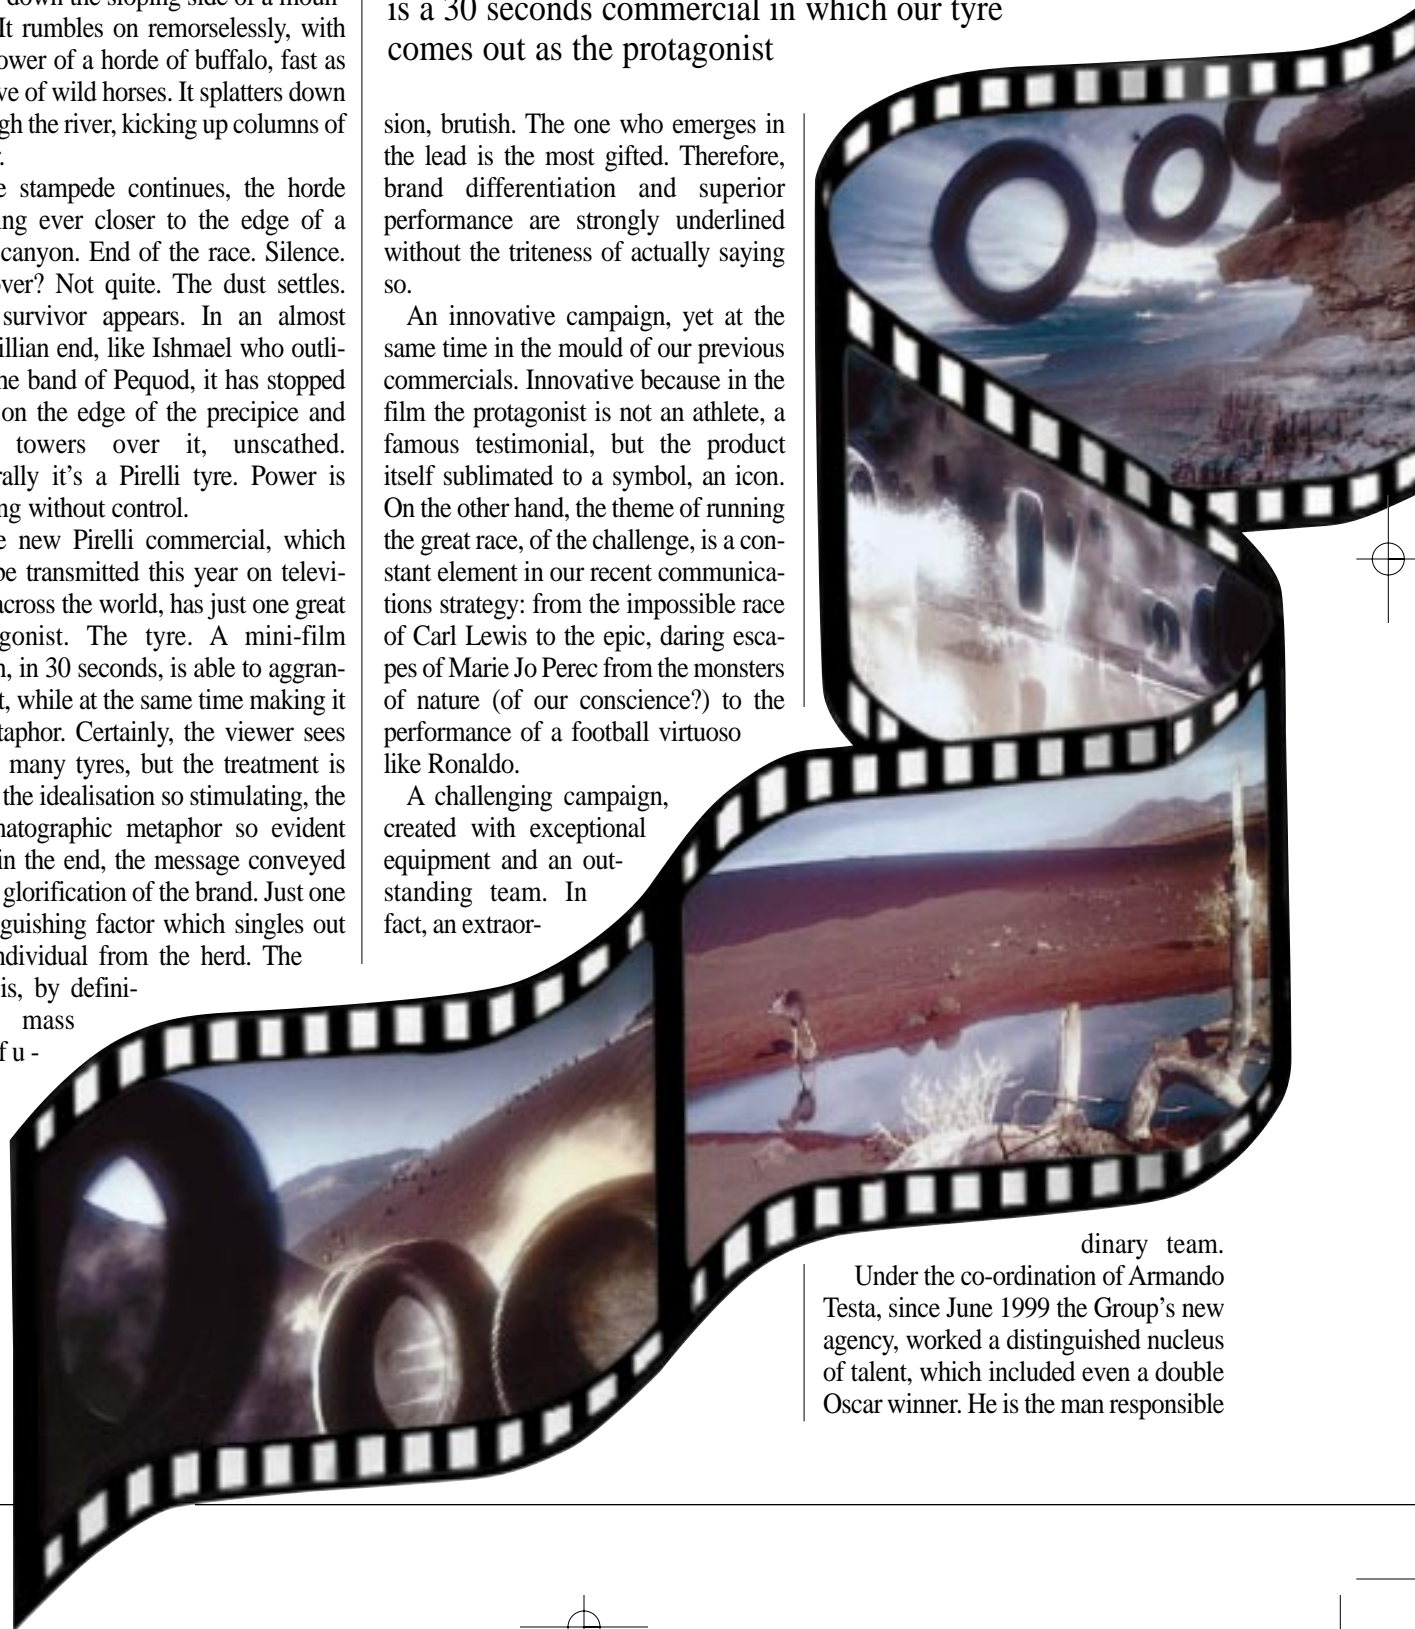 is a 30 seconds commercial in which our tyre
comes out as the protagonist
down the sloping side of a moun-
It rumbles on remorselessly, with
ower of a horde of buffalo, fast as
ve of wild horses. It splatters down
gh the river, kicking up columns of
e stampede continues, the horde
ing ever closer to the edge of a
canyon. End of the race. Silence.
ver? Not quite. The dust settles.
survivor appears. In an almost
illian end, like Ishmael who outli-
he band of Pequod, it has stopped
on the edge of the precipice and
towers over it, unscathed.
rally it’s a Pirelli tyre. Power is
ng without control.
e new Pirelli commercial, which
be transmitted this year on televi-
across the world, has just one great
gonist. The tyre. A mini-film
h, in 30 seconds, is able to aggran-
t, while at the same time making it
taphor. Certainly, the viewer sees
many tyres, but the treatment is
the idealisation so stimulating, the
matographic metaphor so evident
in the end, the message conveyed
glorification of the brand. Just one
guishing factor which singles out
ndividual from the herd. The
is, by defini-
mass
f u -
sion, brutish. The one who emerges in
the lead is the most gifted. Therefore,
brand differentiation and superior
performance are strongly underlined
without the triteness of actually saying
so.
An innovative campaign, yet at the
same time in the mould of our previous
commercials. Innovative because in the
film the protagonist is not an athlete, a
famous testimonial, but the product
itself sublimated to a symbol, an icon.
On the other hand, the theme of running
the great race, of the challenge, is a con-
stant element in our recent communica-
tions strategy: from the impossible race
of Carl Lewis to the epic, daring esca-
pes of Marie Jo Perec from the monsters
of nature (of our conscience?) to the
performance of a football virtuoso
like Ronaldo.
A challenging campaign,
created with exceptional
equipment and an out-
standing team. In
fact, an extraor-
dinary team.
Under the co-ordination of Armando
Testa, since June 1999 the Group’s new
agency, worked a distinguished nucleus
of talent, which included even a double
Oscar winner. He is the man responsible